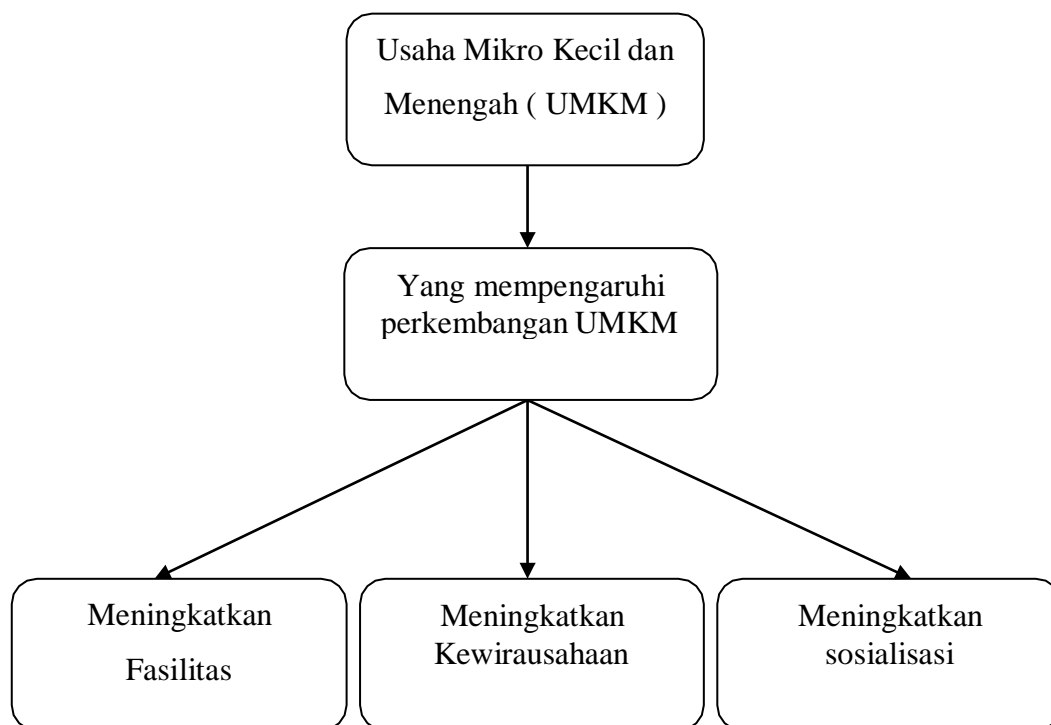 Usaha Mikro Kecil dan
Menengah ( UMKM )
Yang mempengaruhi
perkembangan UMKM
Meningkatkan
Fasilitas
Meningkatkan
Kewirausahaan
Meningkatkan
sosialisasi